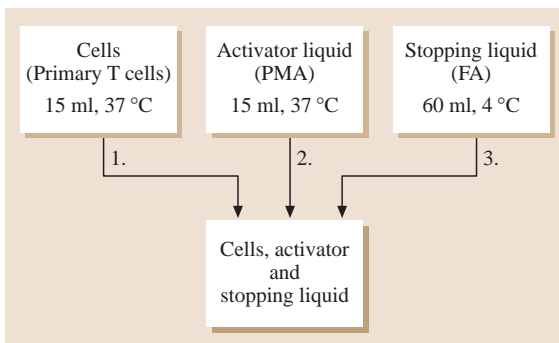 Cells
(Primary T cells)
15 ml, 37 °C
Activator liquid
(PMA)
15 ml, 37 °C
Stopping liquid
(FA)
60 ml, 4 °C
1.
2.
3.
Cells, activator
and
stopping liquid